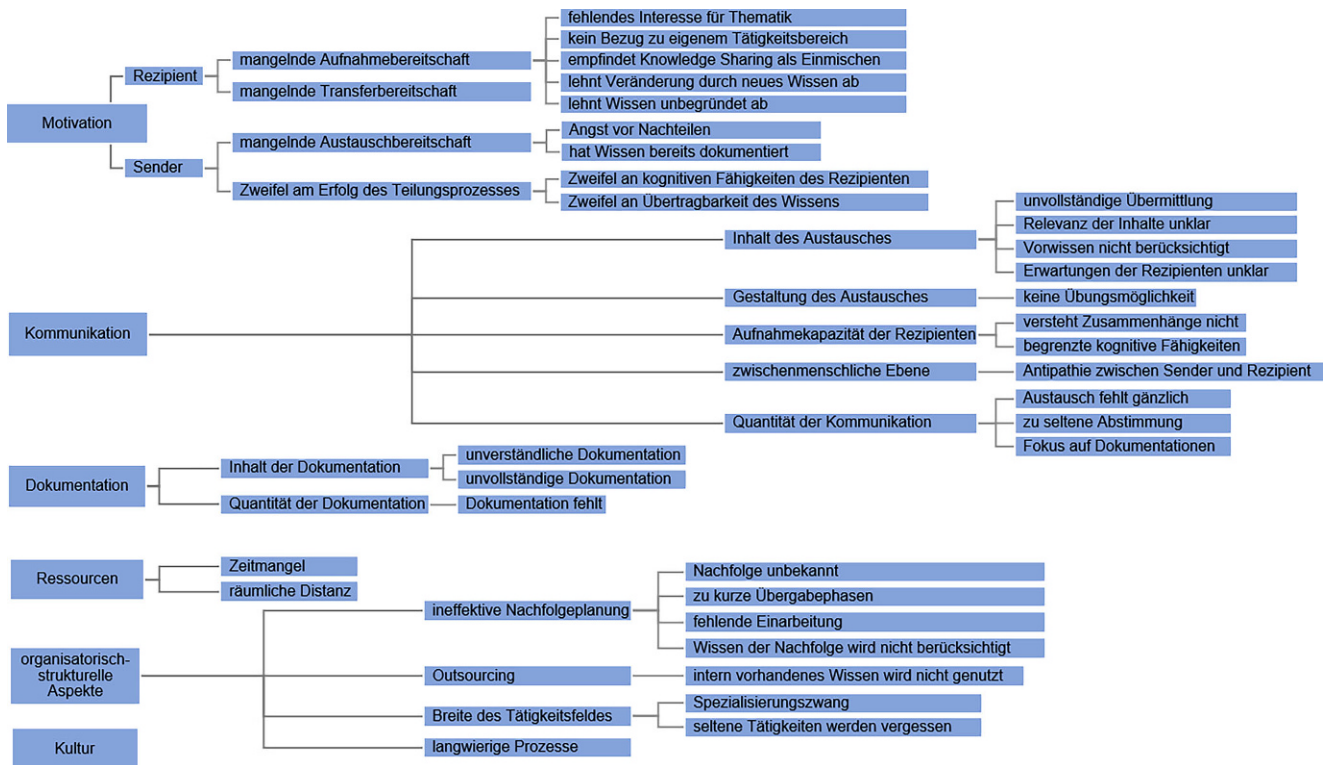 Motivation
Rezipient
mangelnde Aufnahmebereitschaft
fehlendes Interesse für Thematik
kein Bezug zu eigenem Tätigkeitsbereich
empfindet Knowledge Sharing als Einmischen
lehnt Veränderung durch neues Wissen ab
lehnt Wissen unbegründet ab
mangelnde Transferbereitschaft
Sender
mangelnde Austauschbereitschaft
Angst vor Nachteilen
hat Wissen bereits dokumentiert
Zweifel am Erfolg des Teilungsprozesses
Zweifel an kognitiven Fähigkeiten des Rezipienten
Zweifel an Übertragbarkeit des Wissens
Kommunikation
Inhalt des Austausches
unvollständige Übermittlung
Relevanz der Inhalte unklar
Vorwissen nicht berücksichtigt
Erwartungen der Rezipienten unklar
Gestaltung des Austausches
keine Übungsmöglichkeit
Aufnahmekapazität der Rezipienten
versteht Zusammenhänge nicht
begrenzte kognitive Fähigkeiten
zwischenmenschliche Ebene
Antipathie zwischen Sender und Rezipient
Quantität der Kommunikation
Austausch fehlt gänzlich
zu seltene Abstimmung
Fokus auf Dokumentationen
Dokumentation
Inhalt der Dokumentation
unverständliche Dokumentation
unvollständige Dokumentation
Quantität der Dokumentation
Dokumentation fehlt
Ressourcen
Zeitmangel
räumliche Distanz
organisatorisch-
strukturelle
Aspekte
ineffektive Nachfolgeplanung
Nachfolge unbekannt
zu kurze Übergabephasen
fehlende Einarbeitung
Wissen der Nachfolge wird nicht berücksichtigt
Outsourcing
intern vorhandenes Wissen wird nicht genutzt
Breite des Tätigkeitsfeldes
Spezialisierungszwang
seltene Tätigkeiten werden vergessen
langwierige Prozesse
Kultur